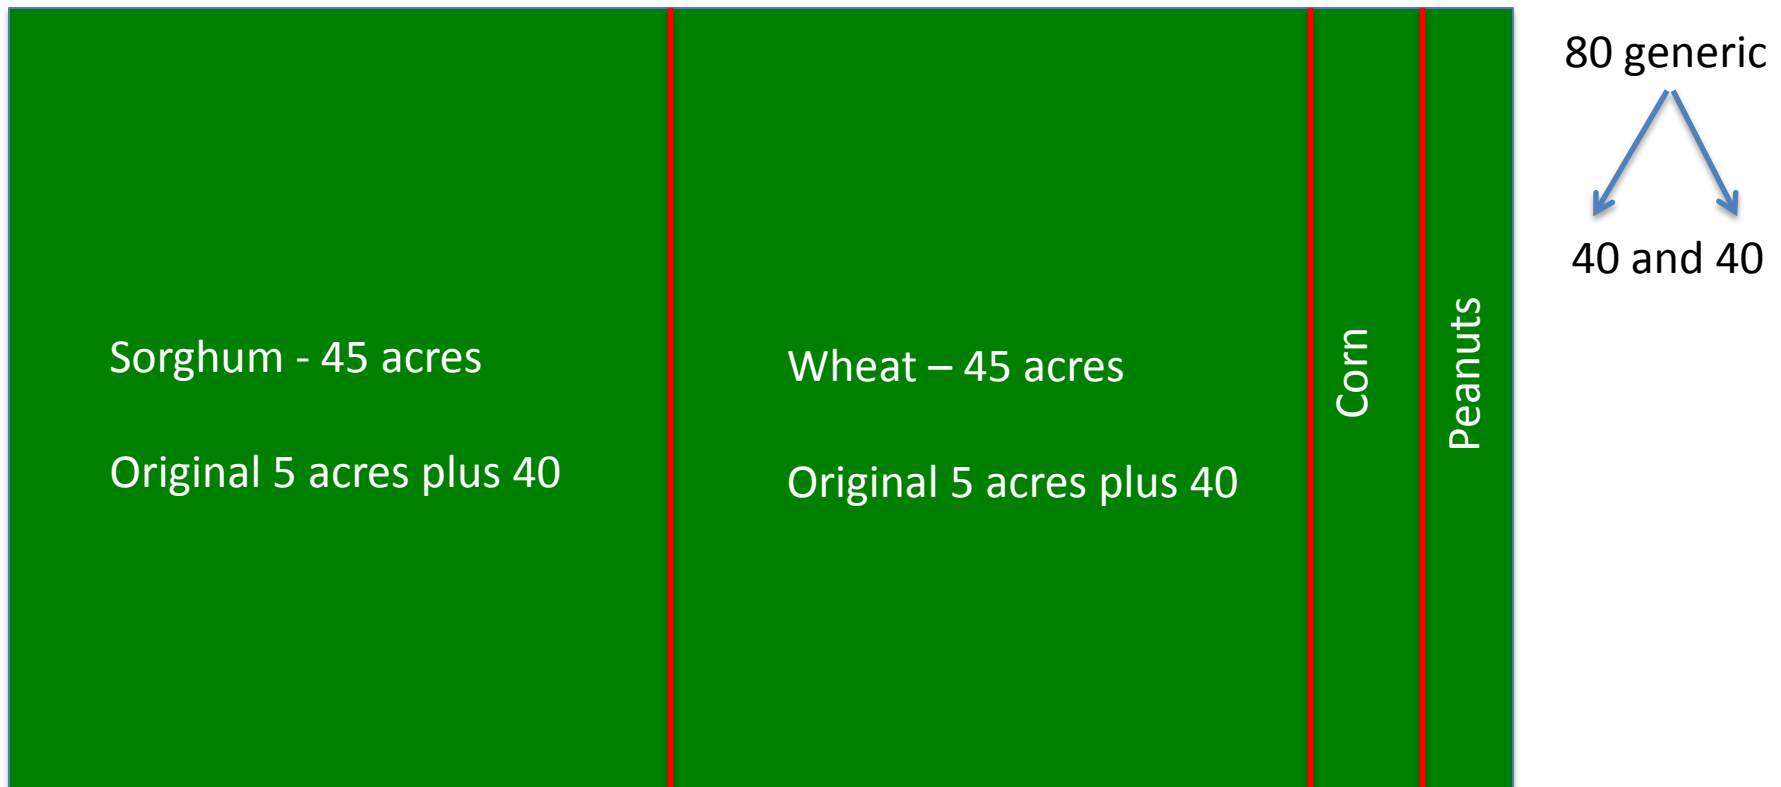 80 generic
40 and 40
Sorghum - 45 acres
Original 5 acres plus 40
Wheat – 45 acres
Original 5 acres plus 40
Corn
Peanuts